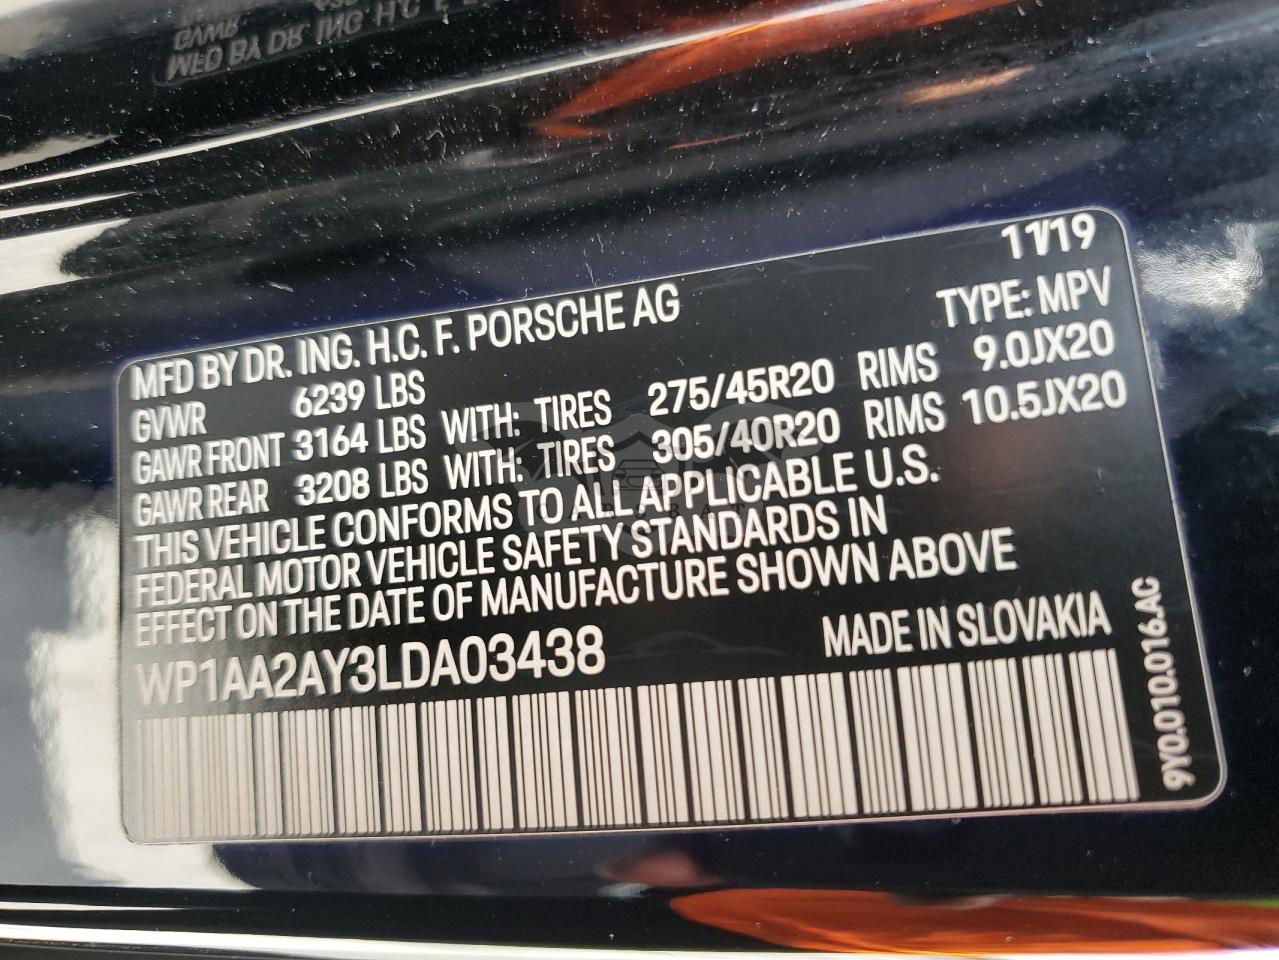 11/19
MFD BY DR. ING. H.C. F. PORSCHE AG TYPE: MPV
GVWR 6239 LBS
GAWR FRONT 3164 LBS WITH: TIRES 275/45R20 RIMS 9.0JX20
GAWR REAR 3208 LBS WITH: TIRES 305/40R20 RIMS 10.5JX20
THIS VEHICLE CONFORMS TO ALL APPLICABLE U.S.
FEDERAL MOTOR VEHICLE SAFETY STANDARDS IN
EFFECT ON THE DATE OF MANUFACTURE SHOWN ABOVE
WP1AA2AY3LDA03438 MADE IN SLOVAKIA
9Y0.010.016.AC